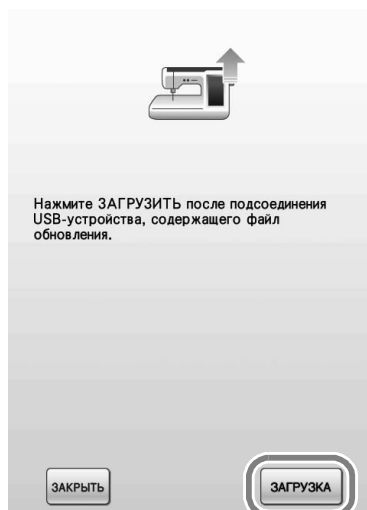 Нажмите ЗАГРУЗИТЬ после подсоединения
USB-устройства, содержащего файл
обновления.
ЗАКРЫТЬ
ЗАГРУЗКА